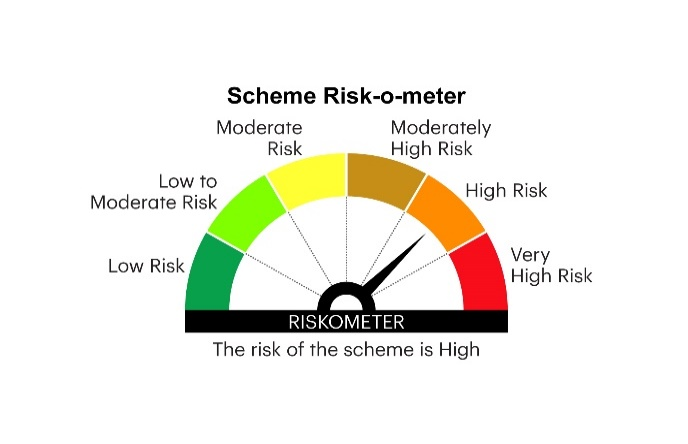 Scheme Risk-o-meter
Moderate
Risk
Moderately
High Risk
Low to
Moderate Risk
High Risk
Low Risk
Very
High Risk
RISKOMETER
The risk of the scheme is High